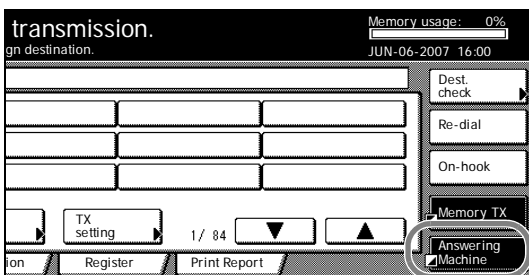 transmission.
gn destination.
Memory usage: 0%
JUN-06-2007 16:00
Dest.
check
Re-dial
On-hook
Memory TX
TX
setting
1/ 84
Answering
Machine
ion
Register
Print Report